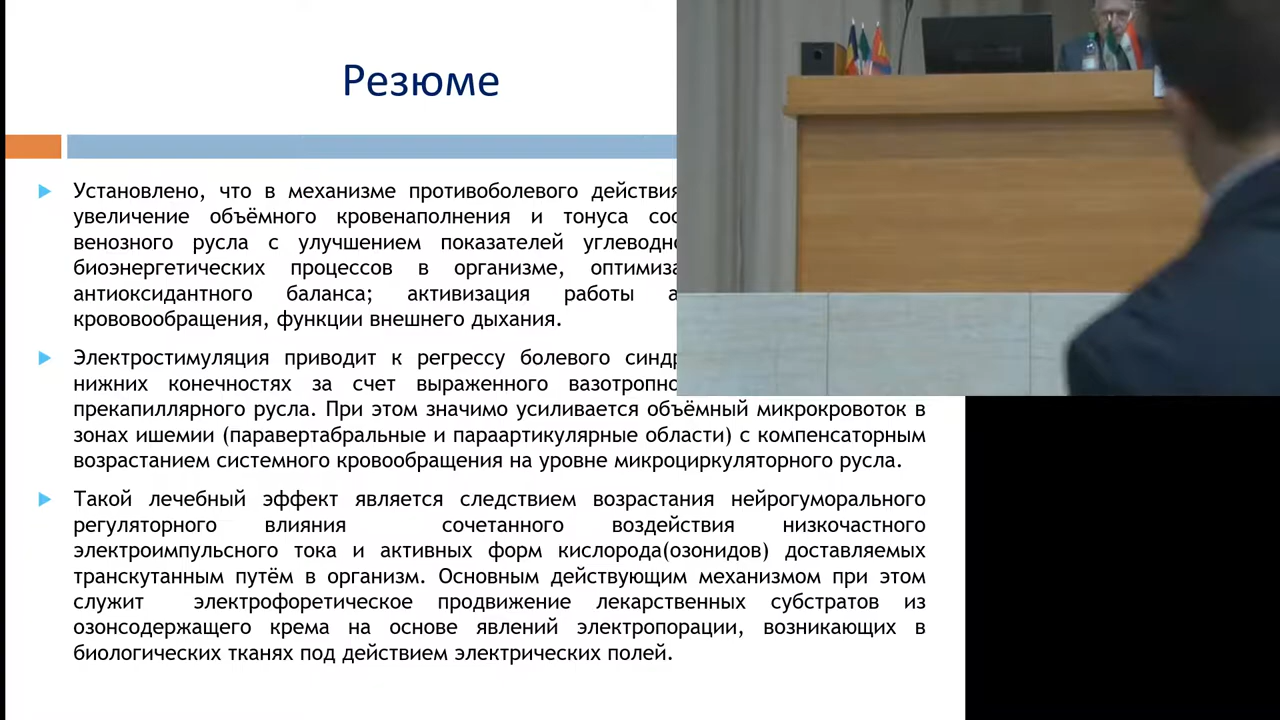 Резюме
Установлено, что в механизме противоболевого действия
увеличение объёмного кровенаполнения и тонуса
венозного русла с улучшением показателей
биоэнергетических процессов в организме,
антиоксидантного баланса; активизация работы
крововообращения, функции внешнего дыхания.
Электростимуляция приводит к регрессу болевого
нижних конечностях за счет выраженного
прекапиллярного русла. При этом значимо усиливается объёмный микрокровоток в
зонах ишемии (паравертабральные и параартикулярные области) с компенсаторным
возрастанием системного кровообращения на уровне микроциркуляторного русла.
Такой лечебный эффект является следствием возрастания нейрогуморального
регуляторного влияния сочетанного воздействия низкочастного
электроимпульсного тока и активных форм кислорода(озонидов) доставляемых
транскутанным путём в организм. Основным действующим механизмом при этом
служит электрофоретическое продвижение лекарственных субстратов из
озонсодержащего крема на основе явлений электропорации, возникающих в
биологических тканях под действием электрических полей.